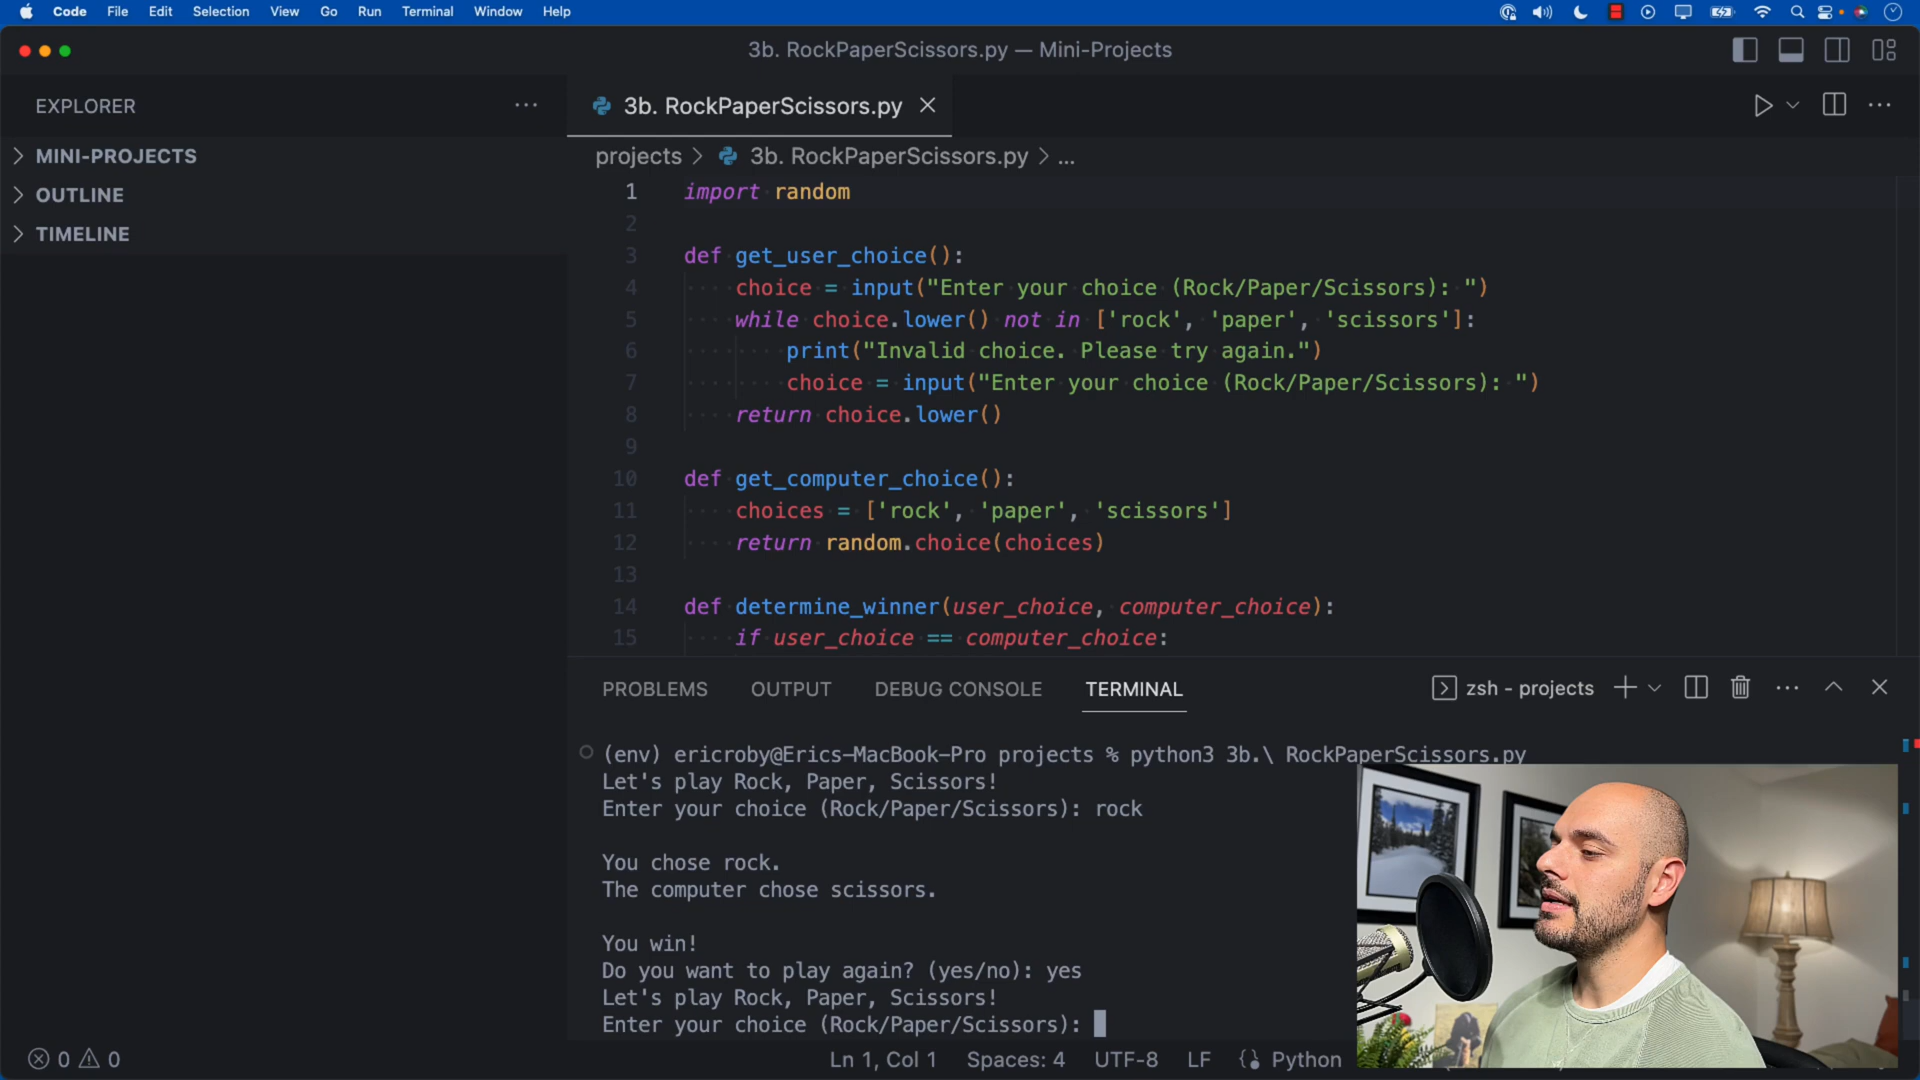 Code File Edit Selection View Go Run Terminal Window Help
3b. RockPaperScissors.py — Mini-Projects
EXPLORER
MINI-PROJECTS
OUTLINE
TIMELINE
3b. RockPaperScissors.py
projects > 3b. RockPaperScissors.py > ...
1 import random
2
3 def get_user_choice():
4 choice = input("Enter your choice (Rock/Paper/Scissors): ")
5 while choice.lower() not in ['rock', 'paper', 'scissors']:
6 print("Invalid choice. Please try again.")
7 choice = input("Enter your choice (Rock/Paper/Scissors): ")
8 return choice.lower()
9
10 def get_computer_choice():
11 choices = ['rock', 'paper', 'scissors']
12 return random.choice(choices)
13
14 def determine_winner(user_choice, computer_choice):
15 if user_choice == computer_choice:
PROBLEMS OUTPUT DEBUG CONSOLE TERMINAL zsh - projects
(env) ericroby@Erics-MacBook-Pro projects % python3 3b.\ RockPaperScissors.py
Let's play Rock, Paper, Scissors!
Enter your choice (Rock/Paper/Scissors): rock
You chose rock.
The computer chose scissors.
You win!
Do you want to play again? (yes/no): yes
Let's play Rock, Paper, Scissors!
Enter your choice (Rock/Paper/Scissors):
0 0 Ln 1, Col 1 Spaces: 4 UTF-8 LF Python